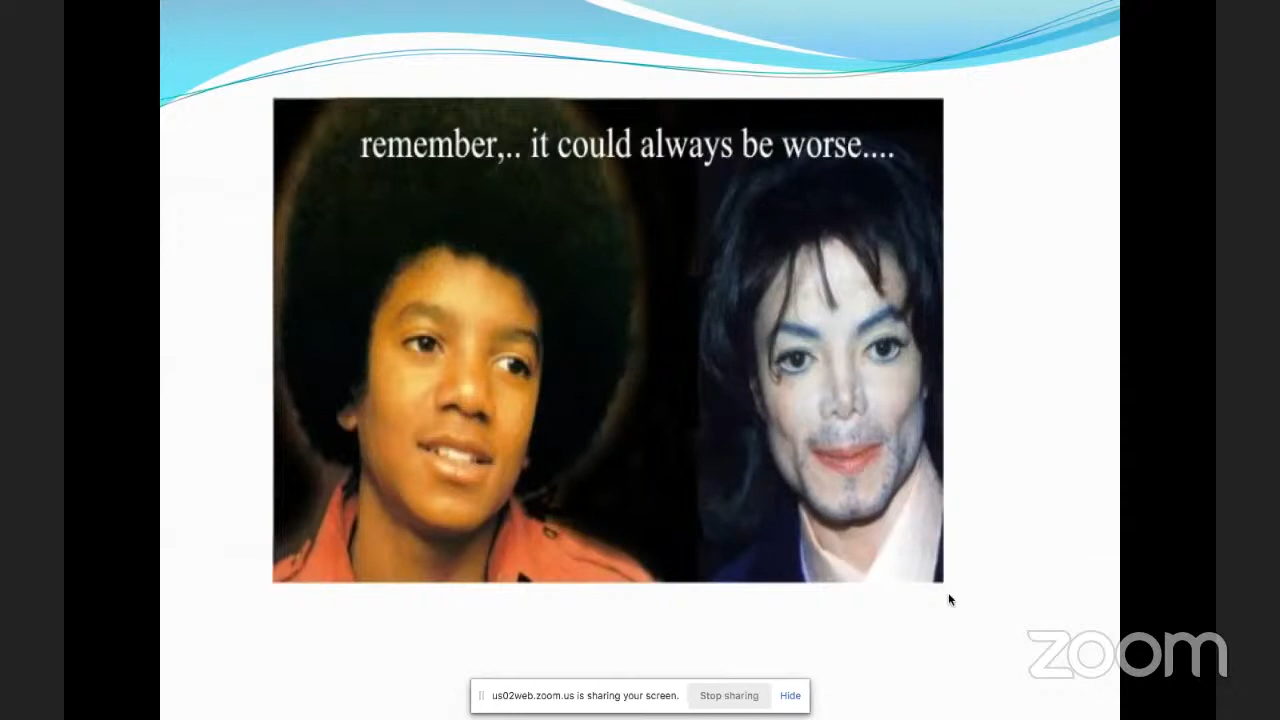 remember,.. it could always be worse....
zoom
us02web.zoom.us is sharing your screen. Stop sharing Hide